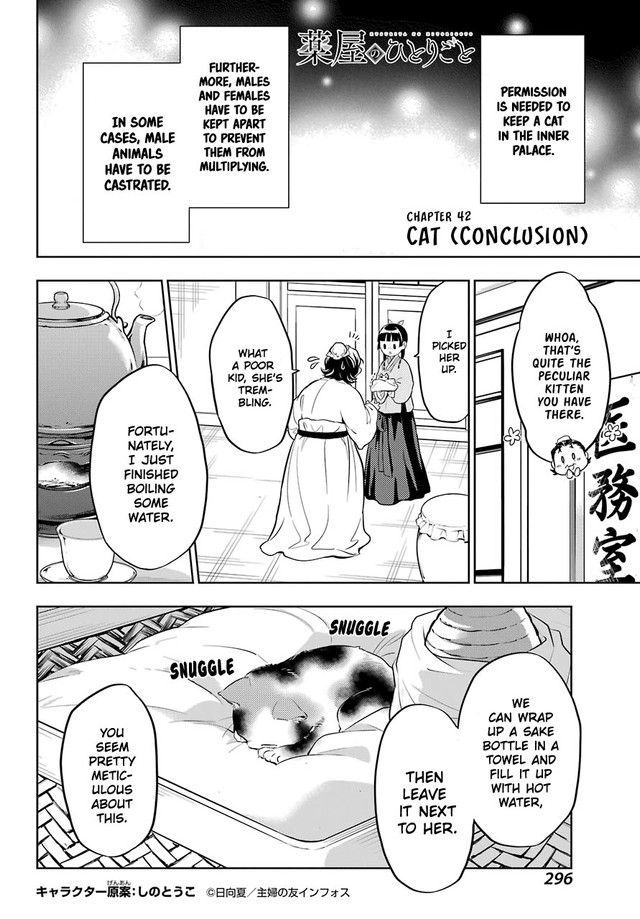 薬屋のひとりごと
PERMISSION
IS NEEDED TO
KEEP A CAT
IN THE INNER
PALACE.
FURTHER-
MORE, MALES
AND FEMALES
HAVE TO BE
KEPT APART
TO PREVENT
THEM FROM
MULTIPLYING.
IN SOME
CASES, MALE
ANIMALS
HAVE TO BE
CASTRATED.
CHAPTER 42
CAT (CONCLUSION)
WHOA,
THAT'S
QUITE THE
PECULIAR
KITTEN
YOU HAVE
THERE.
医務室
I
PICKED
HER
UP.
WHAT
A POOR
KID, SHE'S
TREM-
BLING.
FORTU-
NATELY,
I JUST
FINISHED
BOILING
SOME
WATER.
SNUGGLE
SNUGGLE
WE
CAN WRAP
UP A SAKE
BOTTLE IN A
TOWEL AND
FILL IT UP
WITH HOT
WATER,
THEN
LEAVE IT
NEXT
TO HER.
YOU
SEEM
PRETTY
METIC-
ULOUS
ABOUT
THIS.
296
キャラクター原案:しのとうこ ©日向夏/主婦の友インフォス